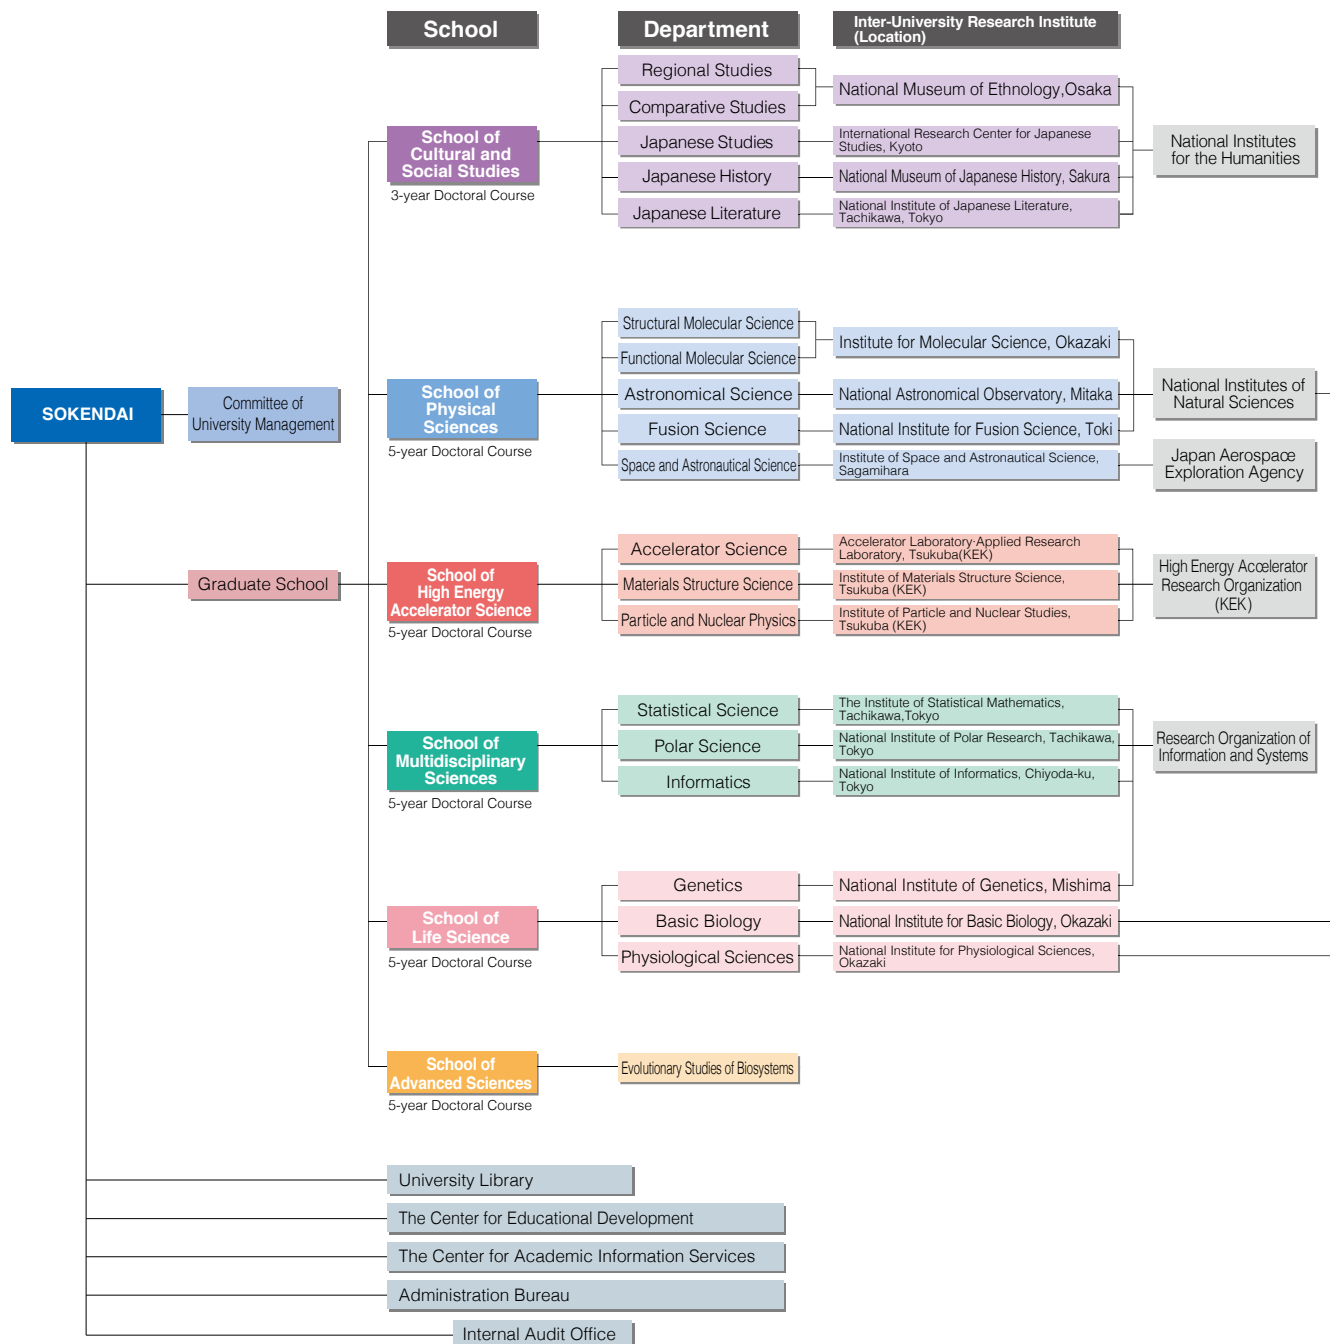 School
Department
Inter-University Research Institute
(Location)
SOKENDAI
Committee of
University Management
Graduate School
School of
Cultural and
Social Studies
3-year Doctoral Course
Regional Studies
Comparative Studies
Japanese Studies
Japanese History
Japanese Literature
National Museum of Ethnology,Osaka
International Research Center for Japanese
Studies, Kyoto
National Museum of Japanese History, Sakura
National Institute of Japanese Literature,
Tachikawa, Tokyo
National Institutes
for the Humanities
School of
Physical
Sciences
5-year Doctoral Course
Structural Molecular Science
Functional Molecular Science
Astronomical Science
Fusion Science
Space and Astronautical Science
Institute for Molecular Science, Okazaki
National Astronomical Observatory, Mitaka
National Institute for Fusion Science, Toki
Institute of Space and Astronautical Science,
Sagamihara
National Institutes of
Natural Sciences
Japan Aerospace
Exploration Agency
School of
High Energy
Accelerator Science
5-year Doctoral Course
Accelerator Science
Materials Structure Science
Particle and Nuclear Physics
Accelerator Laboratory·Applied Research
Laboratory, Tsukuba(KEK)
Institute of Materials Structure Science,
Tsukuba (KEK)
Institute of Particle and Nuclear Studies,
Tsukuba (KEK)
High Energy Accelerator
Research Organization
(KEK)
School of
Multidisciplinary
Sciences
5-year Doctoral Course
Statistical Science
Polar Science
Informatics
The Institute of Statistical Mathematics,
Tachikawa,Tokyo
National Institute of Polar Research, Tachikawa,
Tokyo
National Institute of Informatics, Chiyoda-ku,
Tokyo
Research Organization of
Information and Systems
School of
Life Science
5-year Doctoral Course
Genetics
Basic Biology
Physiological Sciences
National Institute of Genetics, Mishima
National Institute for Basic Biology, Okazaki
National Institute for Physiological Sciences,
Okazaki
School of
Advanced Sciences
5-year Doctoral Course
Evolutionary Studies of Biosystems
University Library
The Center for Educational Development
The Center for Academic Information Services
Administration Bureau
Internal Audit Office